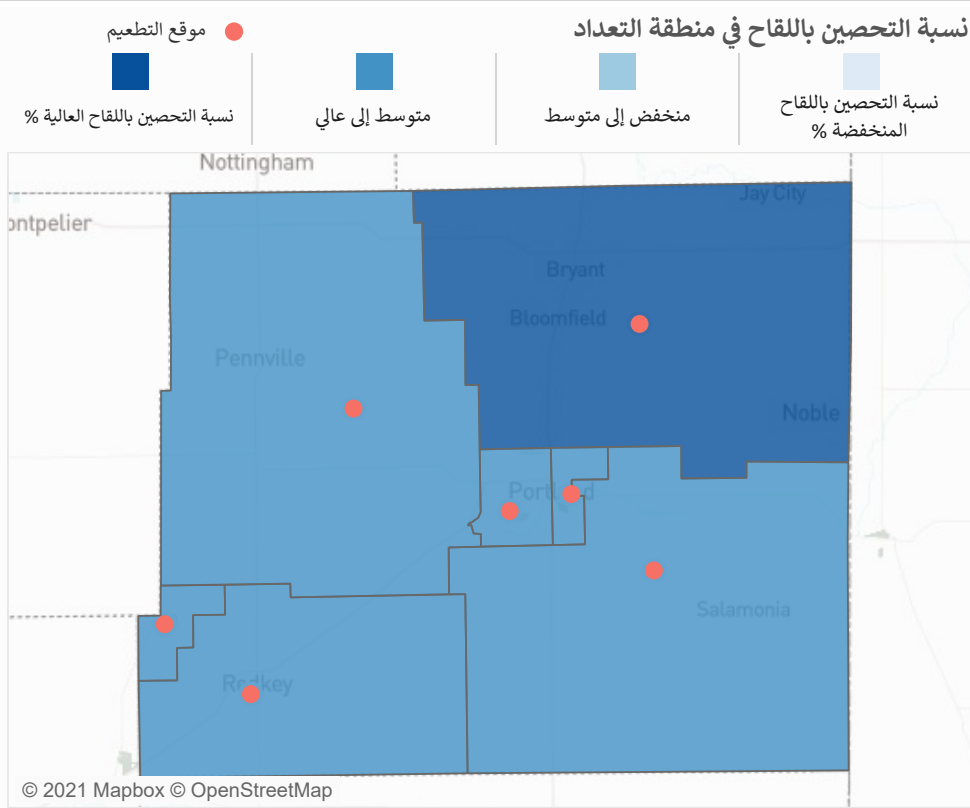 نسبة التحصين باللقاح في منطقة التعداد
موقع التطعيم
نسبة التحصين باللقاح
المنخفضة %
منخفض إلى متوسط
متوسط إلى عالي
نسبة التحصين باللقاح العالية %
Nottingham
Jay City
ontpelier
Bryant
Bloomfield
Pennville
Noble
Portland
Salamonia
Redkey
© 2021 Mapbox © OpenStreetMap